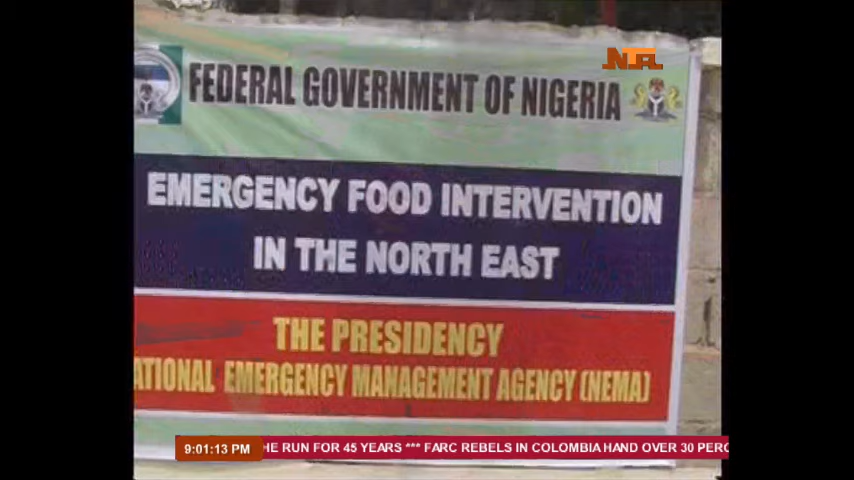 NTA
FEDERAL GOVERNMENT OF NIGERIA
EMERGENCY FOOD INTERVENTION
IN THE NORTH EAST
THE PRESIDENCY
ATIONAL EMERGENCY MANAGEMENT AGENCY (NEMA)
9:01:13 PM HE RUN FOR 45 YEARS *** FARC REBELS IN COLOMBIA HAND OVER 30 PERC